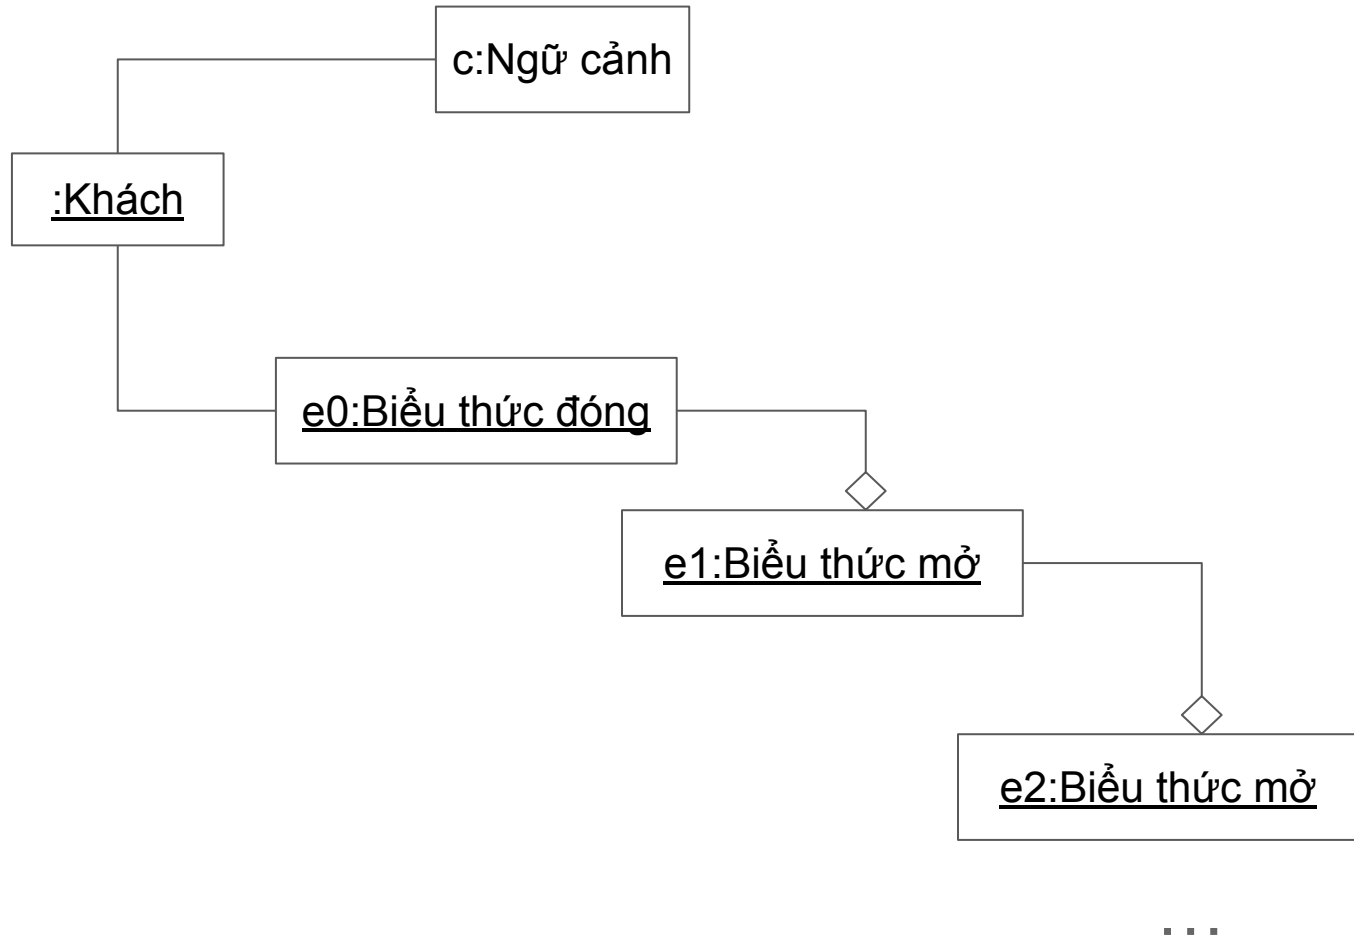 c:Ngữ cảnh
:Khách
e0:Biểu thức đóng
e1:Biểu thức mở
e2:Biểu thức mở
...